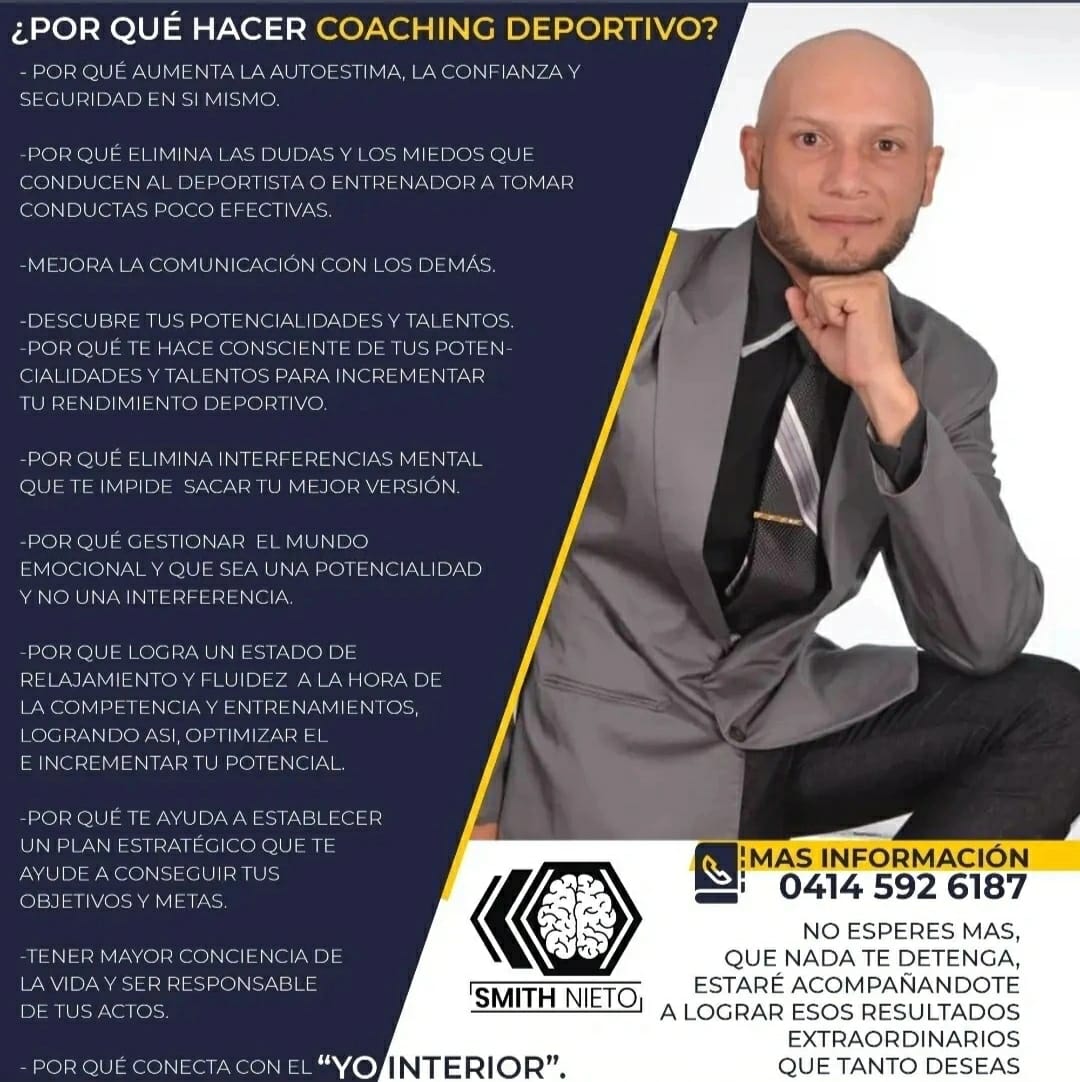 ¿POR QUÉ HACER COACHING DEPORTIVO?
- POR QUÉ AUMENTA LA AUTOESTIMA, LA CONFIANZA Y
SEGURIDAD EN SI MISMO.
-POR QUÉ ELIMINA LAS DUDAS Y LOS MIEDOS QUE
CONDUCEN AL DEPORTISTA O ENTRENADOR A TOMAR
CONDUCTAS POCO EFECTIVAS.
-MEJORA LA COMUNICACIÓN CON LOS DEMÁS.
-DESCUBRE TUS POTENCIALIDADES Y TALENTOS.
-POR QUÉ TE HACE CONSCIENTE DE TUS POTEN-
CIALIDADES Y TALENTOS PARA INCREMENTAR
TU RENDIMIENTO DEPORTIVO.
-POR QUÉ ELIMINA INTERFERENCIAS MENTAL
QUE TE IMPIDE SACAR TU MEJOR VERSIÓN.
-POR QUÉ GESTIONAR EL MUNDO
EMOCIONAL Y QUE SEA UNA POTENCIALIDAD
Y NO UNA INTERFERENCIA.
-POR QUE LOGRA UN ESTADO DE
RELAJAMIENTO Y FLUIDEZ A LA HORA DE
LA COMPETENCIA Y ENTRENAMIENTOS,
LOGRANDO ASI, OPTIMIZAR EL
E INCREMENTAR TU POTENCIAL.
-POR QUÉ TE AYUDA A ESTABLECER
UN PLAN ESTRATÉGICO QUE TE
AYUDE A CONSEGUIR TUS
OBJETIVOS Y METAS.
-TENER MAYOR CONCIENCIA DE
LA VIDA Y SER RESPONSABLE
DE TUS ACTOS.
- POR QUÉ CONECTA CON EL “YO INTERIOR”.
SMITH NIETO
MAS INFORMACIÓN
0414 592 6187
NO ESPERES MAS,
QUE NADA TE DETENGA,
ESTARÉ ACOMPAÑANDOTE
A LOGRAR ESOS RESULTADOS
EXTRAORDINARIOS
QUE TANTO DESEAS